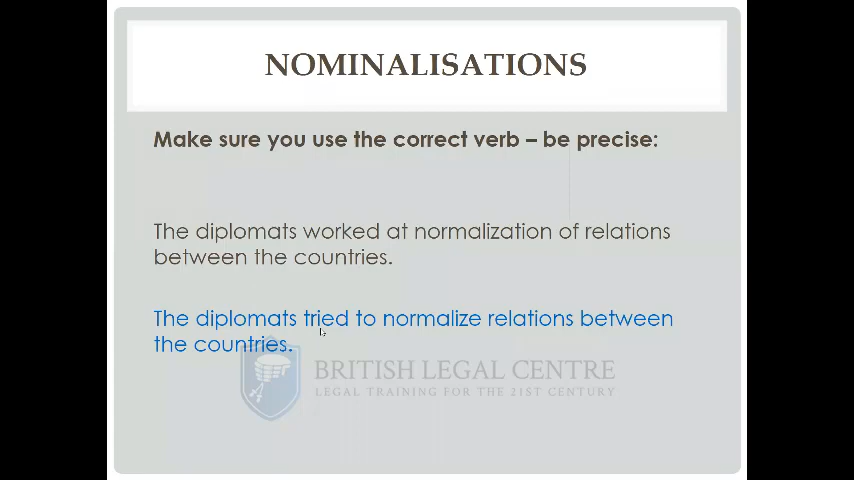 NOMINALISATIONS
Make sure you use the correct verb – be precise:
The diplomats worked at normalization of relations
between the countries.
The diplomats tried to normalize relations between
the countries.
BRITISH LEGAL CENTRE
LEGAL TRAINING FOR THE 21ST CENTURY